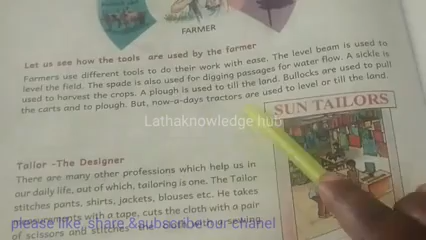 FARMER
Let us see how the tools are used by the farmer
Farmers use different tools to do their work with ease. The level beam is used to
level the field. The spade is also used for digging passages for water flow. A sickle is
used to harvest the crops. A plough is used to till the land. Bullocks are used to pull
the carts and to plough. But, now-a-days tractors are used to level or till the land.
Lathaknowledge hub
SUN TAILORS
Tailor -The Designer
There are many other professions which help us in
our daily life, out of which, tailoring is one. The Tailor
stitches pants, shirts, jackets, blouses etc. He takes
measurements with a tape, cuts the cloth with a pair
of scissors and stitches the cloth with a sewing
please like, share &subscribe our chanel